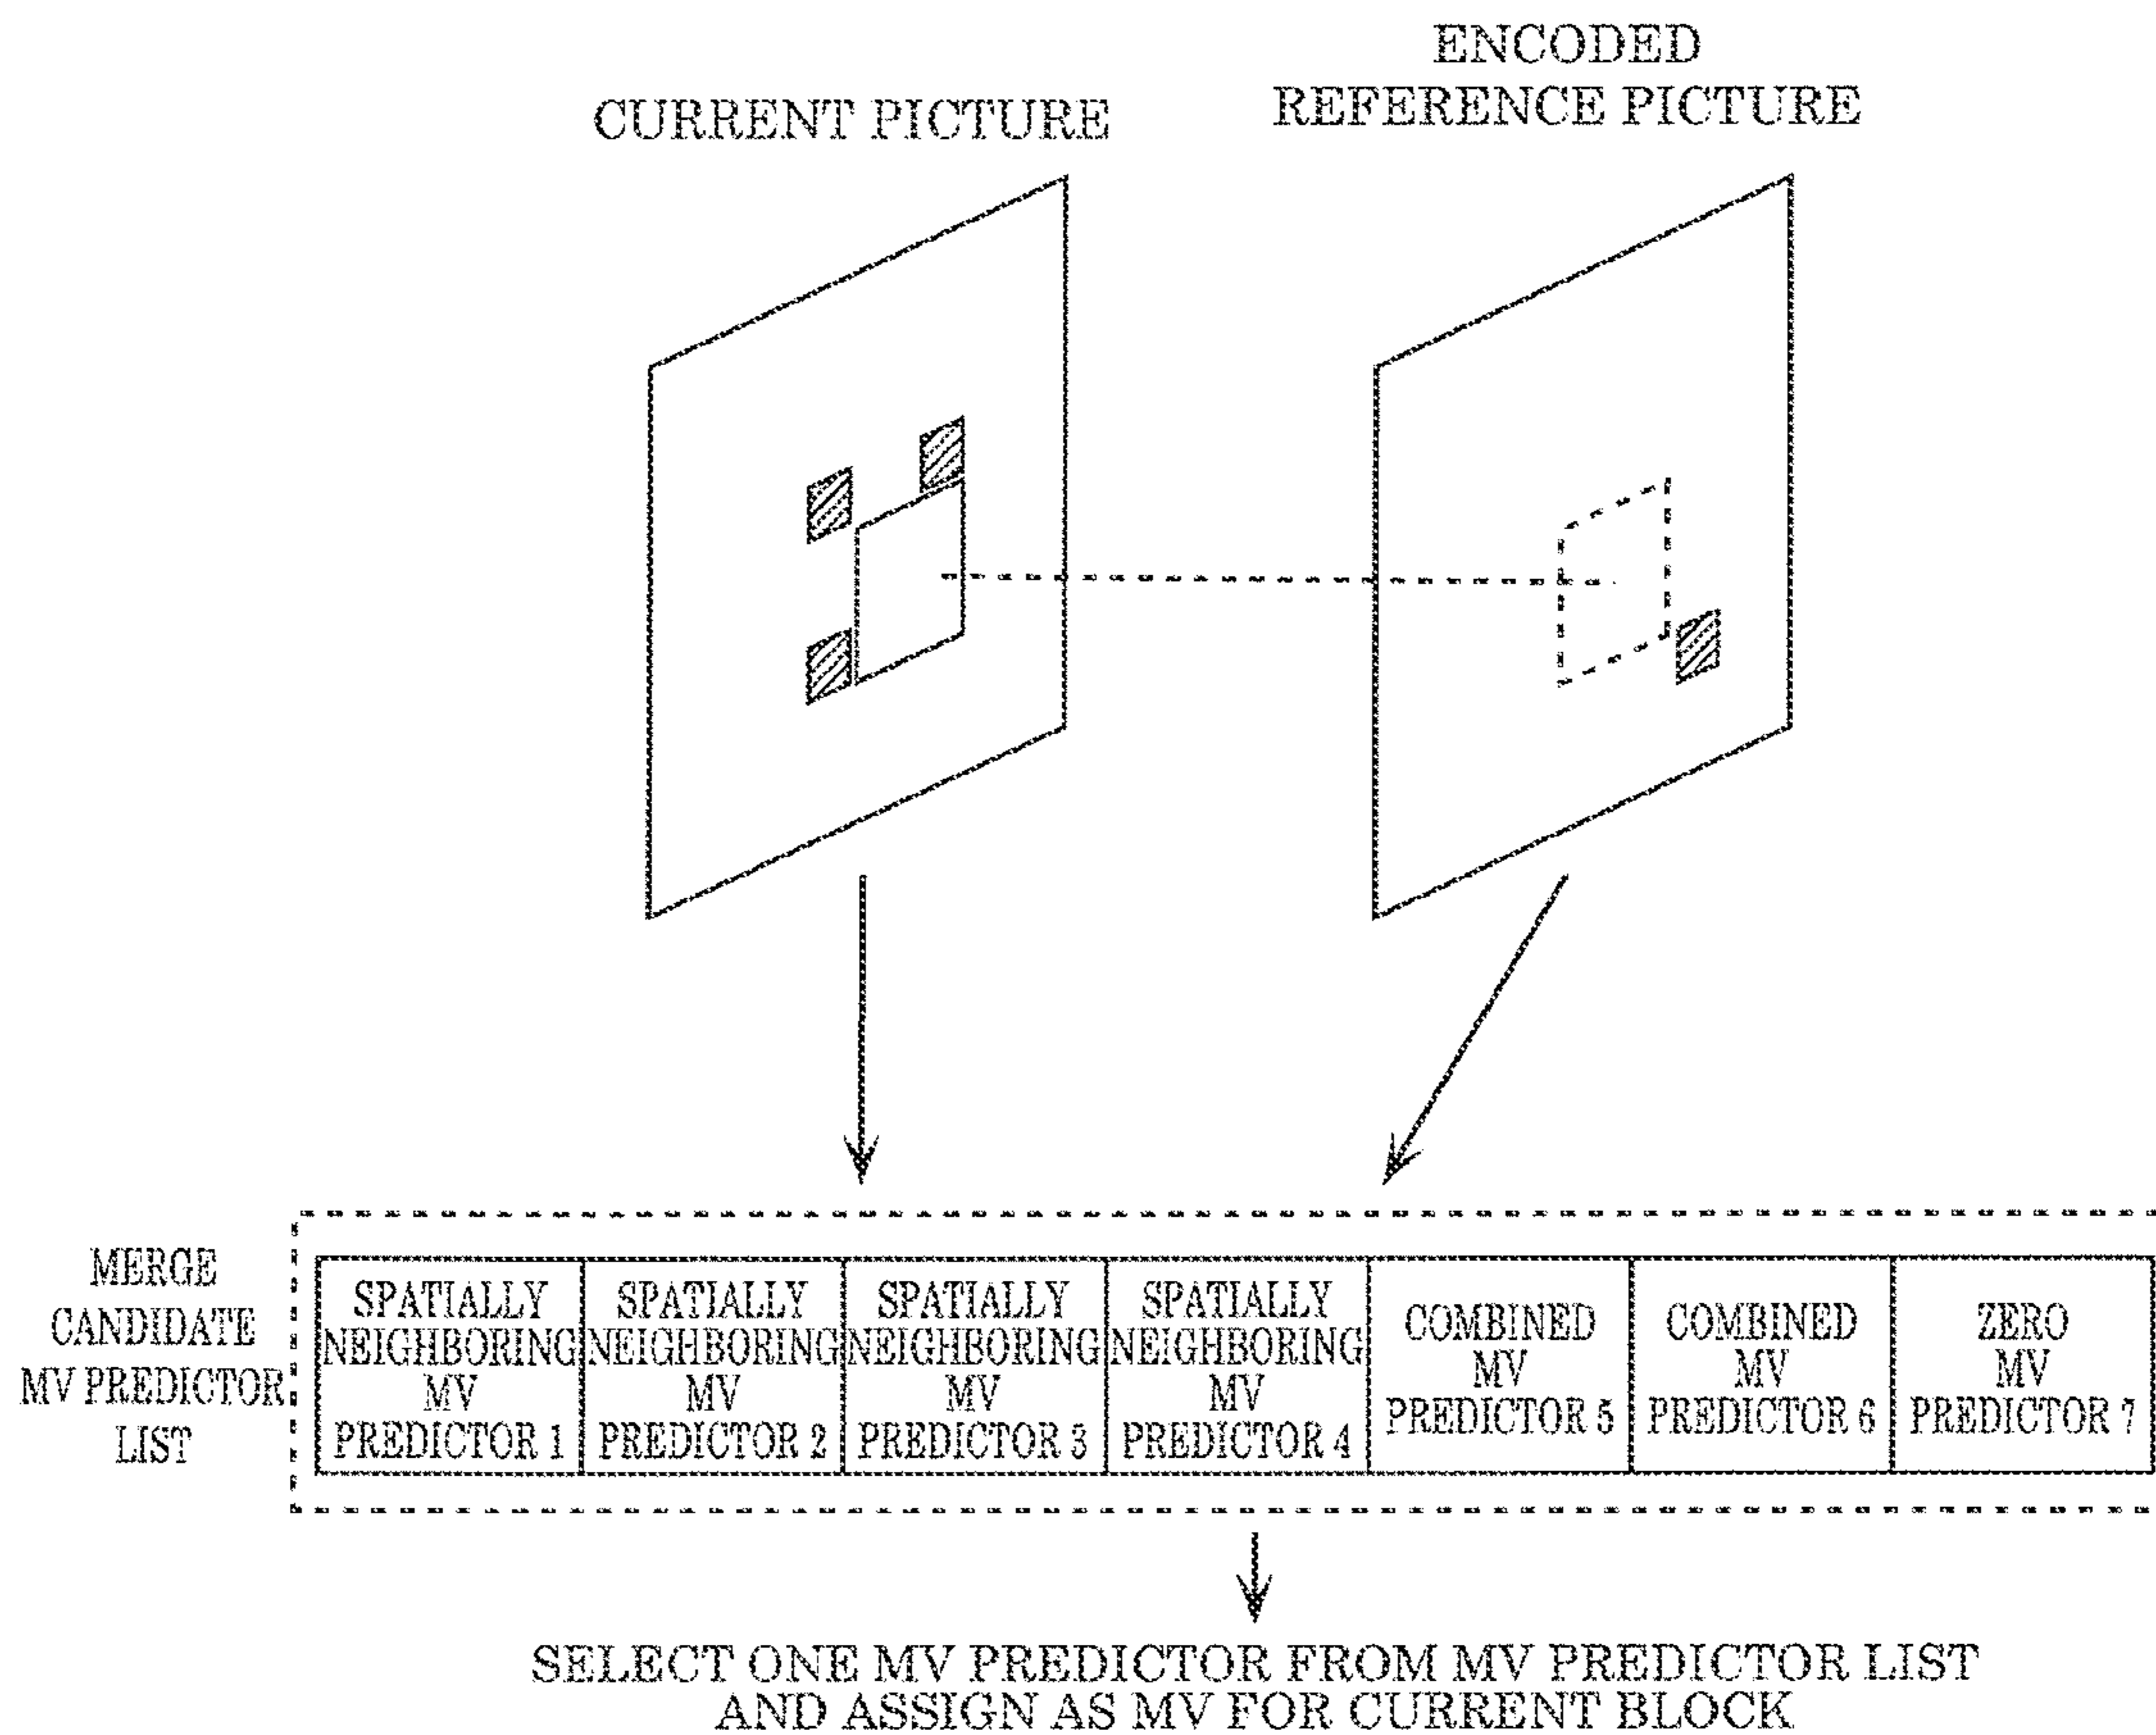 CURRENT PICTURE
ENCODED
REFERENCE PICTURE
MERGE
CANDIDATE
MV PREDICTOR
LIST
SPATIALLY
NEIGHBORING
MV
PREDICTOR 1
SPATIALLY
NEIGHBORING
MV
PREDICTOR 2
SPATIALLY
NEIGHBORING
MV
PREDICTOR 3
SPATIALLY
NEIGHBORING
MV
PREDICTOR 4
COMBINED
MV
PREDICTOR 5
COMBINED
MV
PREDICTOR 6
ZERO
MV
PREDICTOR 7
SELECT ONE MV PREDICTOR FROM MV PREDICTOR LIST
AND ASSIGN AS MV FOR CURRENT BLOCK